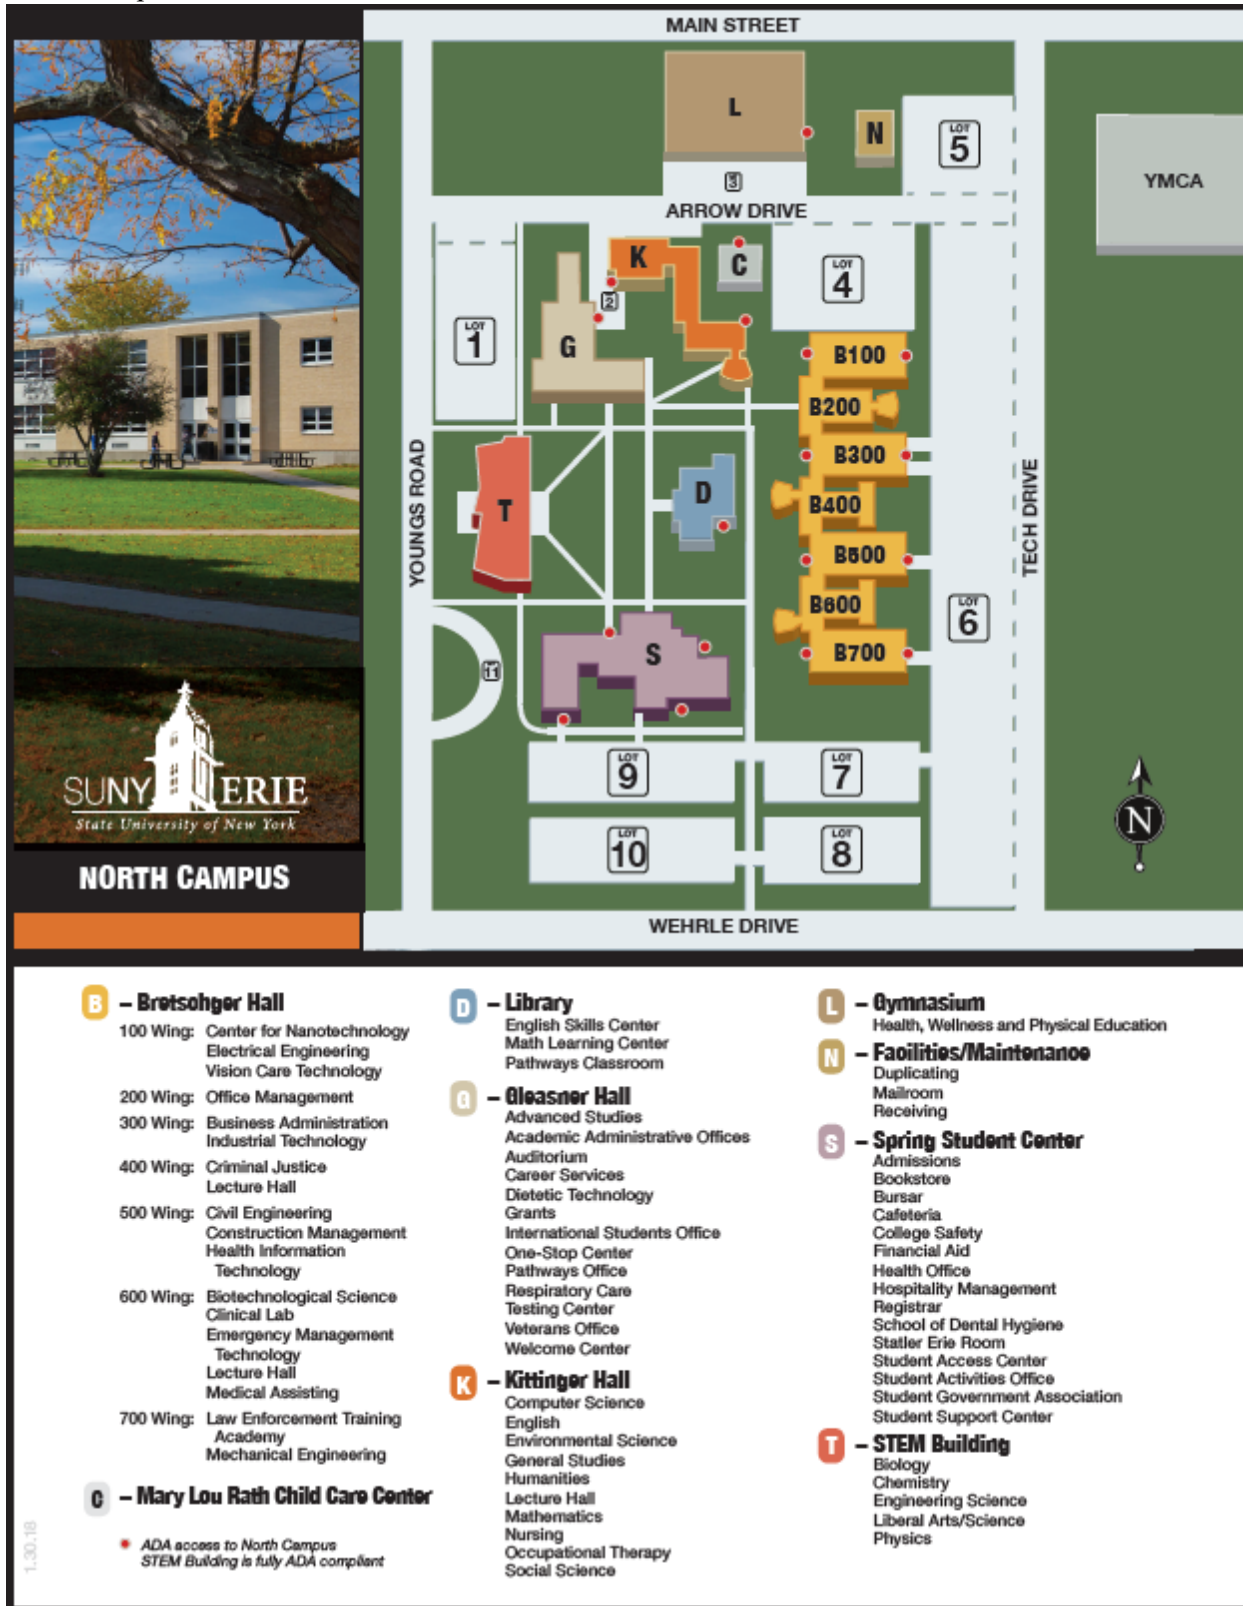 MAIN STREET
L
N
LOT
5
YMCA
3
ARROW DRIVE
K
C
LOT
4
2
LOT
1
G
B100
B200
B300
YOUNGS ROAD
T
D
B400
B500
TECH DRIVE
B600
LOT
6
S
B700
11
SUNY ERIE
State University of New York
LOT
9
LOT
7
N
LOT
10
LOT
8
NORTH CAMPUS
WEHRLE DRIVE
B – Bretschger Hall
100 Wing: Center for Nanotechnology
Electrical Engineering
Vision Care Technology
200 Wing: Office Management
300 Wing: Business Administration
Industrial Technology
400 Wing: Criminal Justice
Lecture Hall
500 Wing: Civil Engineering
Construction Management
Health Information
Technology
600 Wing: Biotechnological Science
Clinical Lab
Emergency Management
Technology
Lecture Hall
Medical Assisting
700 Wing: Law Enforcement Training
Academy
Mechanical Engineering
C – Mary Lou Rath Child Care Center
ADA access to North Campus
STEM Building is fully ADA compliant
1.30.18
D – Library
English Skills Center
Math Learning Center
Pathways Classroom
G – Gleasner Hall
Advanced Studies
Academic Administrative Offices
Auditorium
Career Services
Dietetic Technology
Grants
International Students Office
One-Stop Center
Pathways Office
Respiratory Care
Testing Center
Veterans Office
Welcome Center
K – Kittinger Hall
Computer Science
English
Environmental Science
General Studies
Humanities
Lecture Hall
Mathematics
Nursing
Occupational Therapy
Social Science
L – Gymnasium
Health, Wellness and Physical Education
N – Facilities/Maintenance
Duplicating
Mailroom
Receiving
S – Spring Student Center
Admissions
Bookstore
Bursar
Cafeteria
College Safety
Financial Aid
Health Office
Hospitality Management
Registrar
School of Dental Hygiene
Statler Erie Room
Student Access Center
Student Activities Office
Student Government Association
Student Support Center
T – STEM Building
Biology
Chemistry
Engineering Science
Liberal Arts/Science
Physics